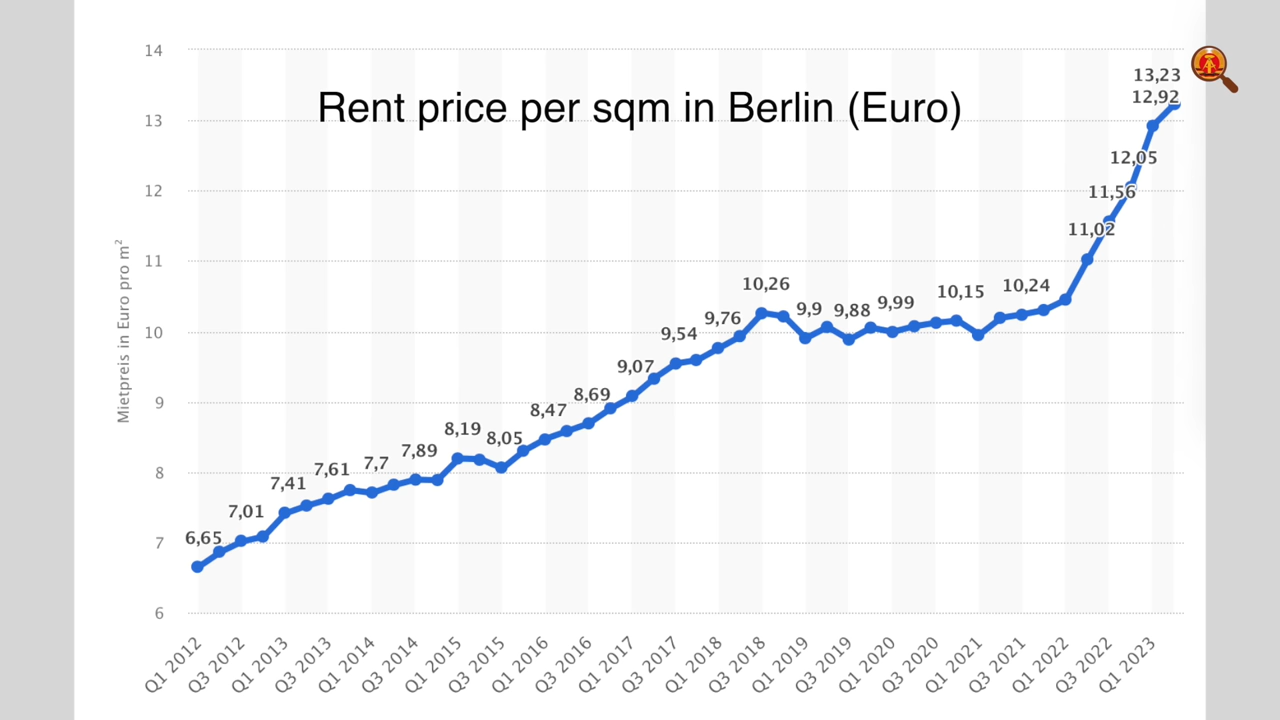 Rent price per sqm in Berlin (Euro)
Mietpreis in Euro pro m²
14
13
12
11
10
9
8
7
6
6,65
7,01
7,41
7,61
7,7
7,89
8,19
8,05
8,47
8,69
9,07
9,54
9,76
10,26
9,9
9,88
9,99
10,15
10,24
11,02
11,56
12,05
12,92
13,23
Q1 2012
Q3 2012
Q1 2013
Q3 2013
Q1 2014
Q3 2014
Q1 2015
Q3 2015
Q1 2016
Q3 2016
Q1 2017
Q3 2017
Q1 2018
Q3 2018
Q1 2019
Q3 2019
Q1 2020
Q3 2020
Q1 2021
Q3 2021
Q1 2022
Q3 2022
Q1 2023